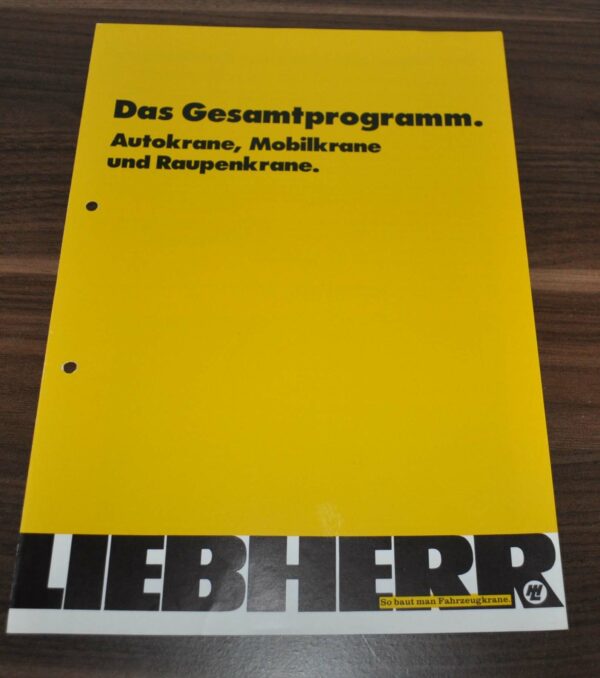 Das Gesamtprogramm.
Autokrane, Mobilkrane
und Raupenkrane.
LIEBHERR
So baut man Fahrzeugkrane.